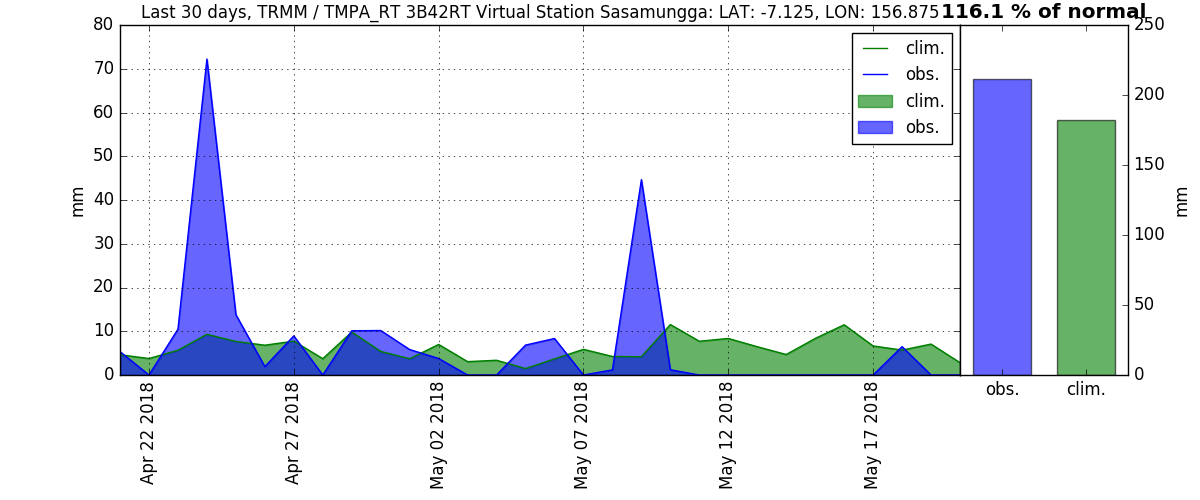 Last 30 days, TRMM / TMPA_RT 3B42RT Virtual Station Sasamungga: LAT: -7.125, LON: 156.875
116.1 % of normal
80
70
60
50
40
30
20
10
0
mm
clim.
obs.
clim.
obs.
Apr 22 2018
Apr 27 2018
May 02 2018
May 07 2018
May 12 2018
May 17 2018
250
200
150
100
50
0
mm
obs.
clim.